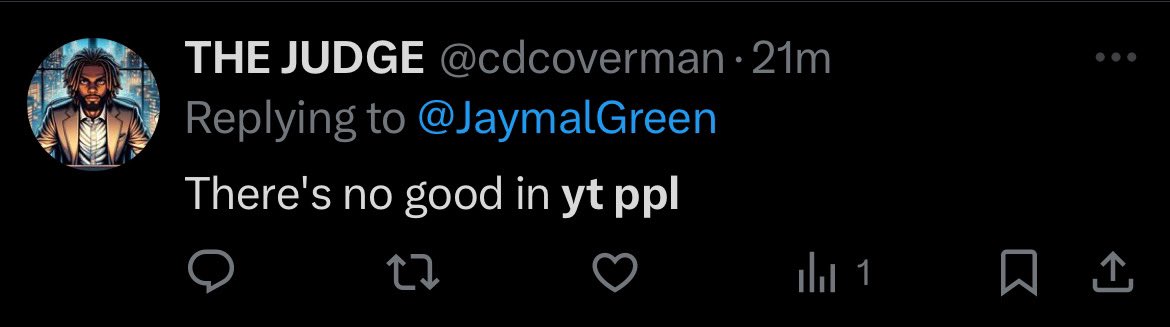 THE JUDGE @cdcoverman · 21m
Replying to @JaymalGreen
There's no good in yt ppl
1